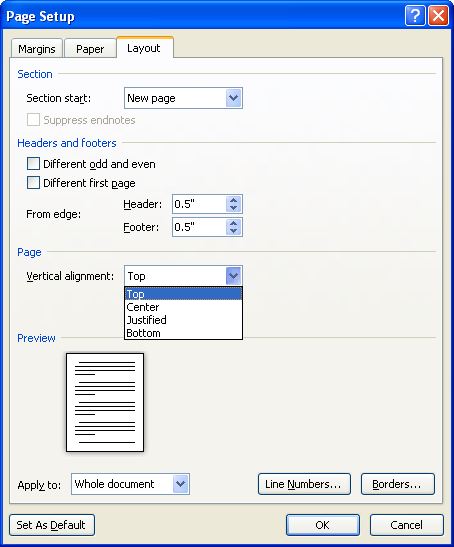 Page Setup
Margins Paper Layout
Section
Section start: New page
Suppress endnotes
Headers and footers
Different odd and even
Different first page
From edge: Header: 0.5"
Footer: 0.5"
Page
Vertical alignment: Top
Top
Center
Justified
Bottom
Preview
Apply to: Whole document Line Numbers... Borders...
Set As Default OK Cancel